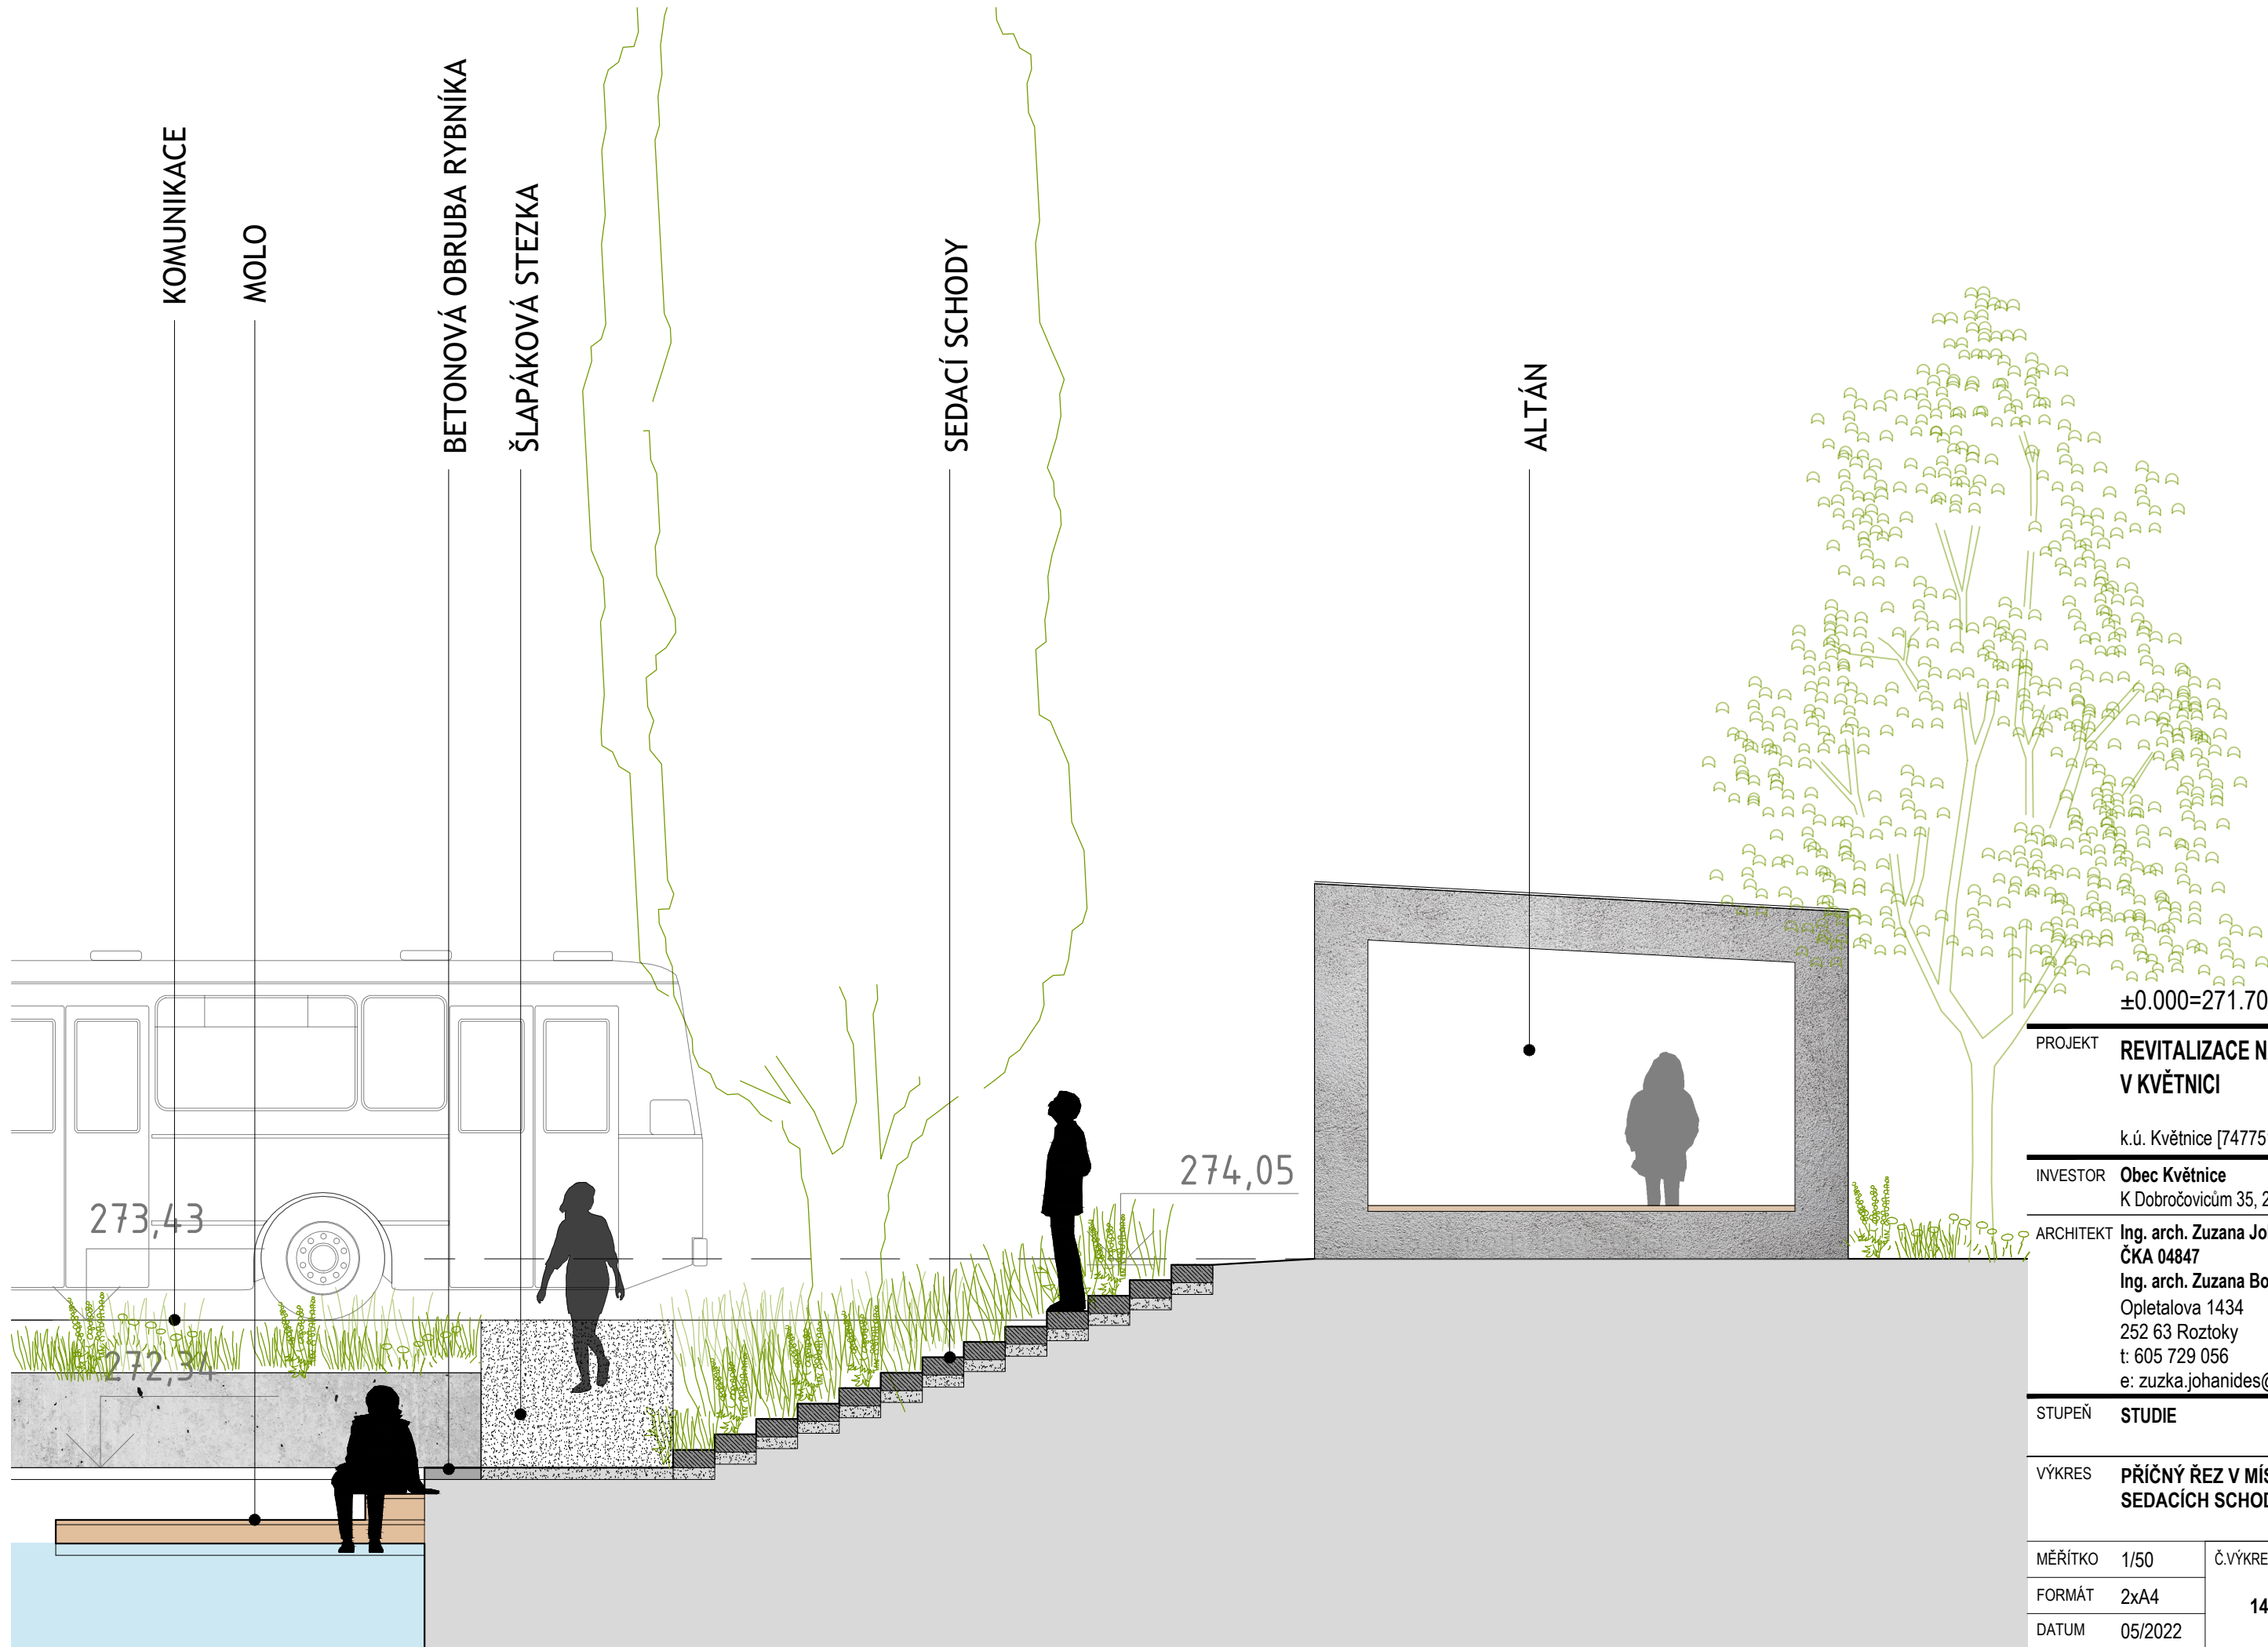 KOMUNIKACE
MOLO
BETONOVÁ OBRUBA RYBNÍKA
ŠLAPÁKOVÁ STEZKA
SEDACÍ SCHODY
ALTÁN
274,05
273,43
272,34
±0.000=271.70
PROJEKT REVITALIZACE N
V KVĚTNICI
k.ú. Květnice [74775
INVESTOR Obec Květnice
K Dobročovicům 35, 2
ARCHITEKT Ing. arch. Zuzana Jo
ČKA 04847
Ing. arch. Zuzana Bo
Opletalova 1434
252 63 Roztoky
t: 605 729 056
e: zuzka.johanides@
STUPEŇ STUDIE
VÝKRES PŘÍČNÝ ŘEZ V MÍS
SEDACÍCH SCHOD
MĚŘÍTKO 1/50 Č.VÝKRE
FORMÁT 2xA4
14
DATUM 05/2022